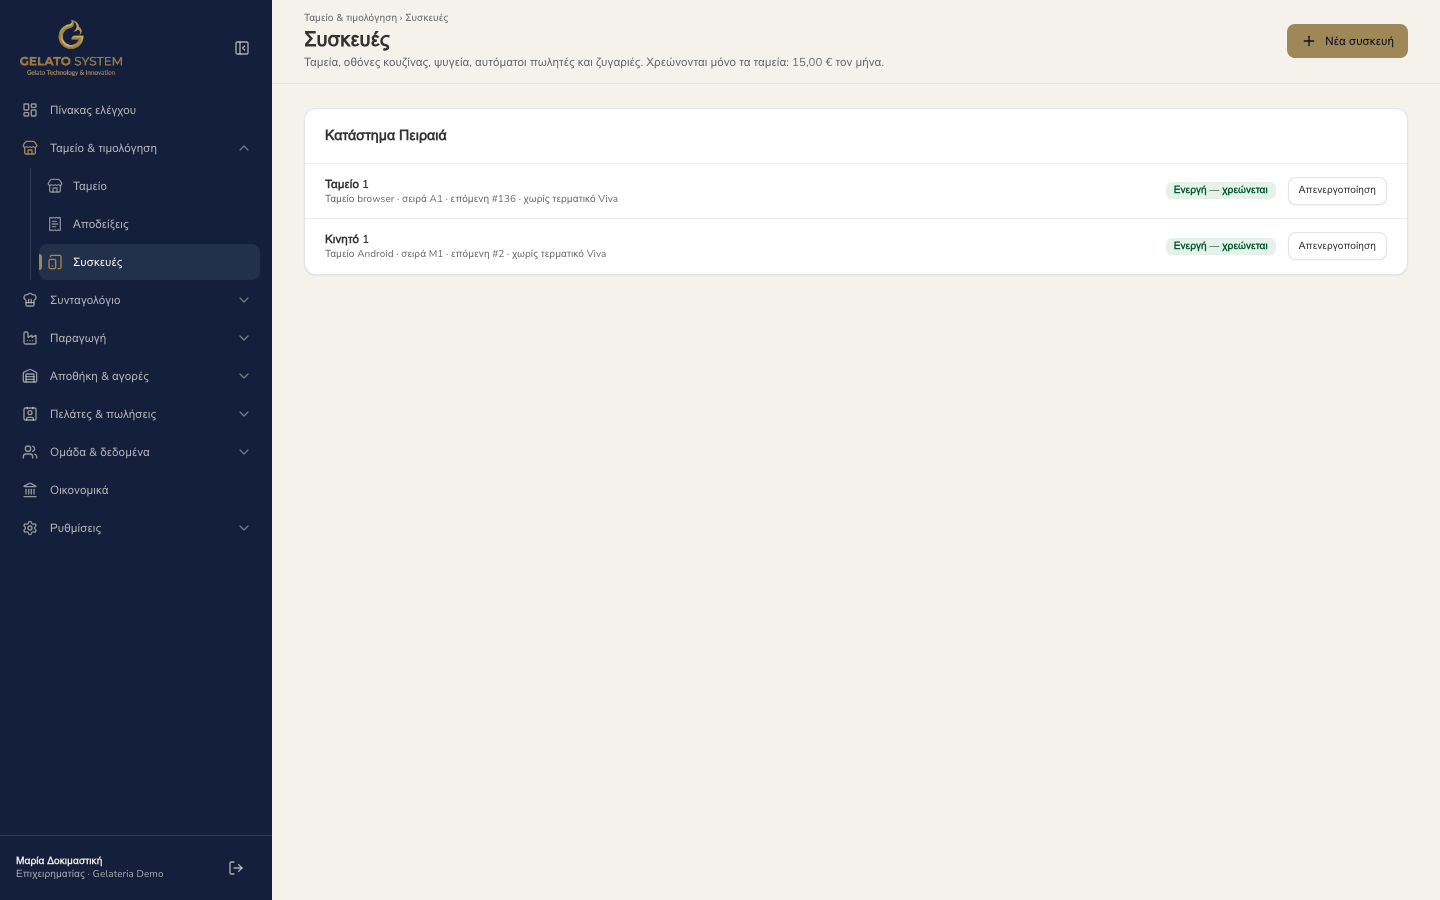 GELATO SYSTEM
Gelato Technology & Innovation
Πίνακας ελέγχου
Ταμείο & τιμολόγηση
Ταμείο
Αποδείξεις
Συσκευές
Συνταγολόγιο
Παραγωγή
Αποθήκη & αγορές
Πελάτες & πωλήσεις
Ομάδα & δεδομένα
Οικονομικά
Ρυθμίσεις
Μαρία Δοκιμαστική
Επιχειρηματίας · Gelateria Demo
Ταμείο & τιμολόγηση › Συσκευές
Συσκευές
Ταμεία, οθόνες κουζίνας, ψυγεία, αυτόματοι πωλητές και ζυγαριές. Χρεώνονται μόνο τα ταμεία: 15,00 € τον μήνα.
Νέα συσκευή
Κατάστημα Πειραιά
Ταμείο 1
Ταμείο browser · σειρά A1 · επόμενη #136 · χωρίς τερματικό Viva
Ενεργή — χρεώνεται
Απενεργοποίηση
Κινητό 1
Ταμείο Android · σειρά M1 · επόμενη #2 · χωρίς τερματικό Viva
Ενεργή — χρεώνεται
Απενεργοποίηση